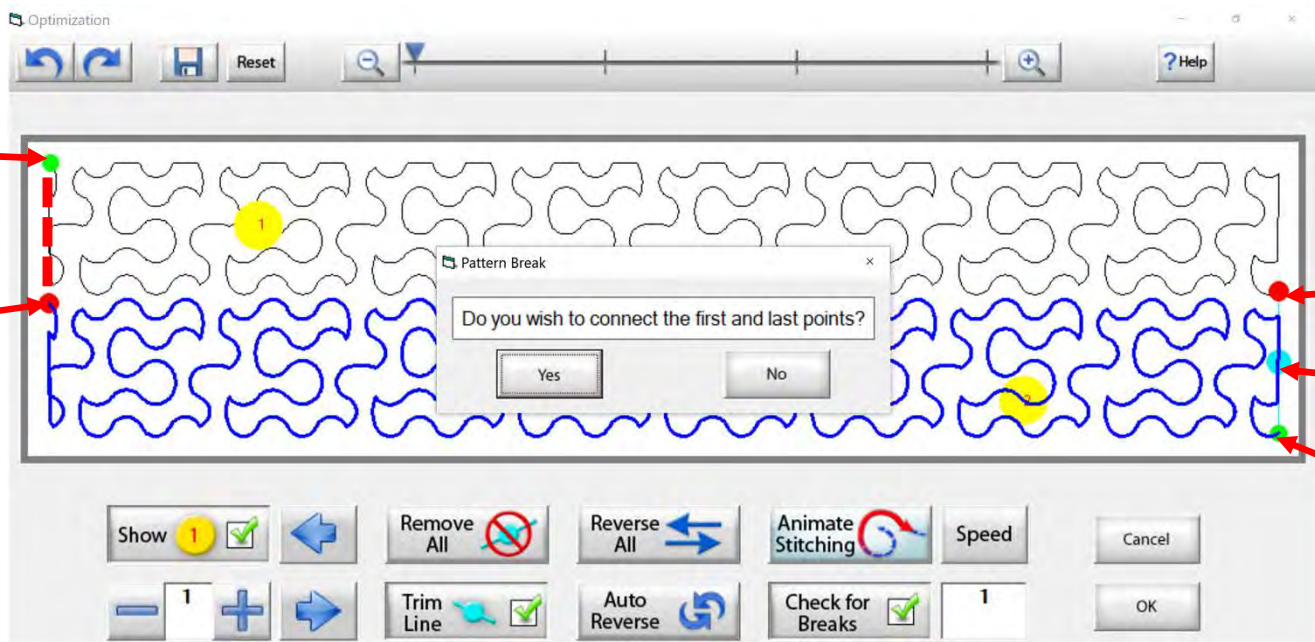 Optimization
Reset
? Help
1
Pattern Break
Do you wish to connect the first and last points?
Yes
No
2
Show 1
Remove All
Reverse All
Animate Stitching
Speed
Cancel
1
Trim Line
Auto Reverse
Check for Breaks
1
OK